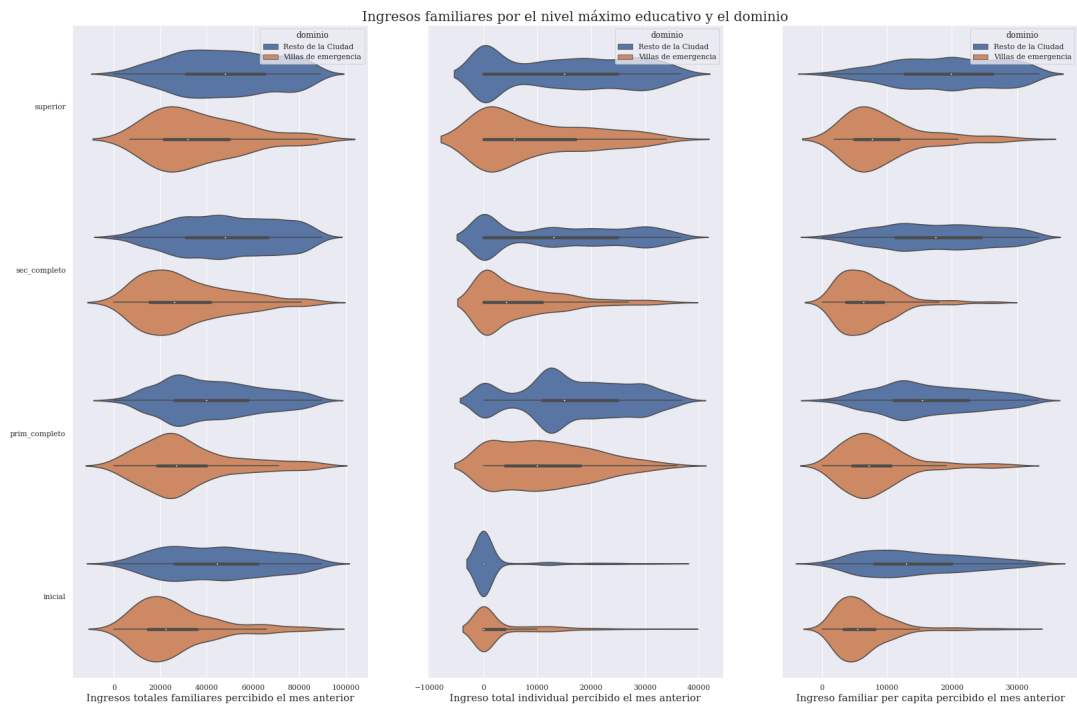 Ingresos familiares por el nivel máximo educativo y el dominio
dominio
Resto de la Ciudad
Villas de emergencia
dominio
Resto de la Ciudad
Villas de emergencia
dominio
Resto de la Ciudad
Villas de emergencia
superior
sec_completo
prim_completo
inicial
0 20000 40000 60000 80000 100000
Ingresos totales familiares percibido el mes anterior
−10000 0 10000 20000 30000 40000
Ingreso total individual percibido el mes anterior
0 10000 20000 30000
Ingreso familiar per capita percibido el mes anterior